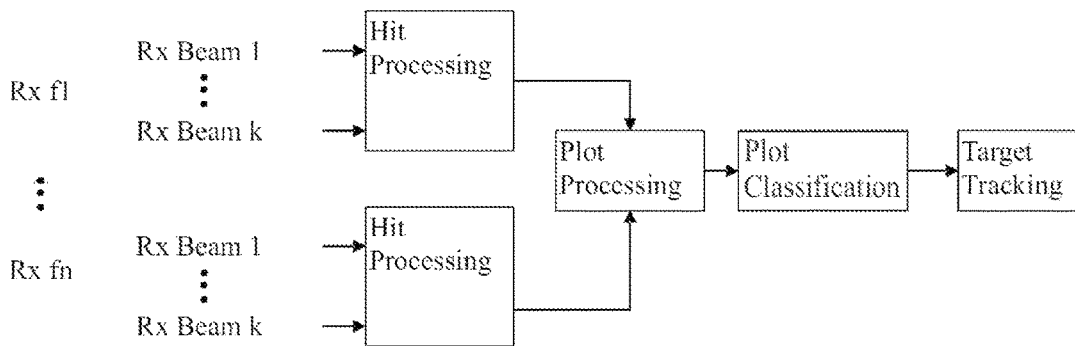 Rx f1
Rx Beam 1
Rx Beam k
Hit
Processing
Rx fn
Rx Beam 1
Rx Beam k
Hit
Processing
Plot
Processing
Plot
Classification
Target
Tracking